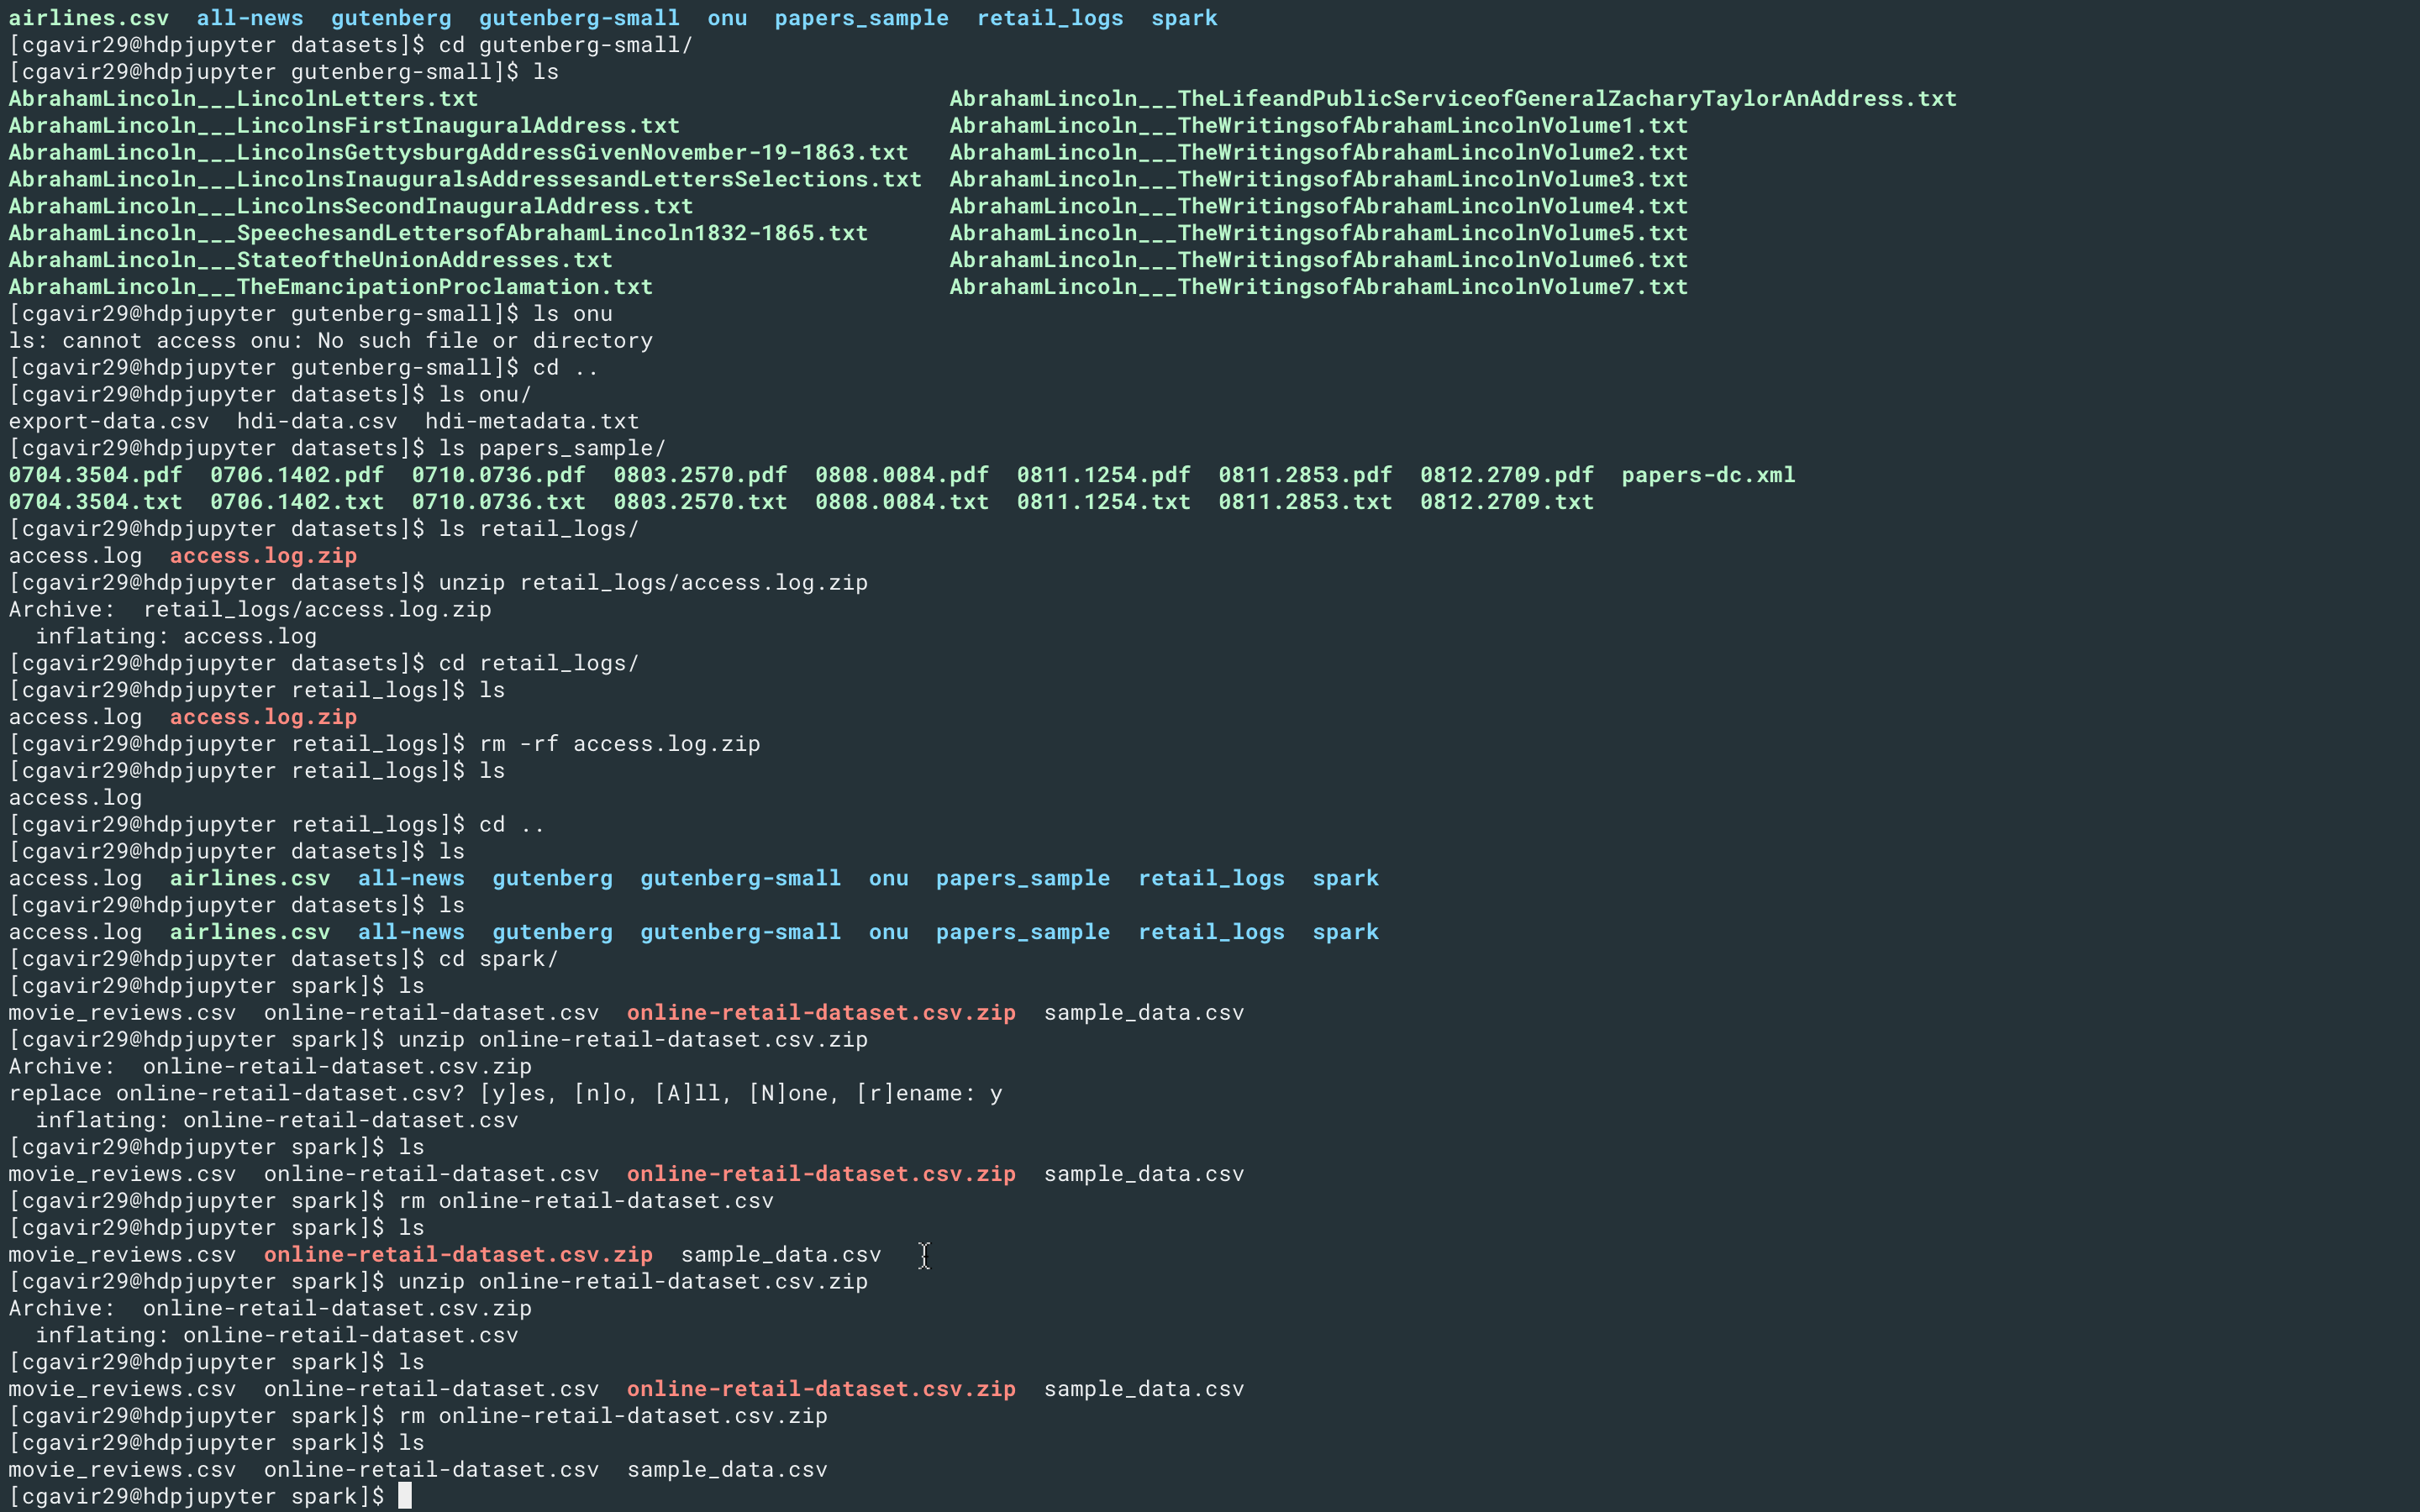 airlines.csv  all-news  gutenberg  gutenberg-small  onu  papers_sample  retail_logs  spark
[cgavir29@hdpjupyter datasets]$ cd gutenberg-small/
[cgavir29@hdpjupyter gutenberg-small]$ ls
AbrahamLincoln___LincolnLetters.txt  AbrahamLincoln___TheLifeandPublicServiceofGeneralZacharyTaylorAnAddress.txt
AbrahamLincoln___LincolnsFirstInauguralAddress.txt  AbrahamLincoln___TheWritingsofAbrahamLincolnVolume1.txt
AbrahamLincoln___LincolnsGettysburgAddressGivenNovember-19-1863.txt  AbrahamLincoln___TheWritingsofAbrahamLincolnVolume2.txt
AbrahamLincoln___LincolnsInauguralsAddressesandLettersSelections.txt  AbrahamLincoln___TheWritingsofAbrahamLincolnVolume3.txt
AbrahamLincoln___LincolnsSecondInauguralAddress.txt  AbrahamLincoln___TheWritingsofAbrahamLincolnVolume4.txt
AbrahamLincoln___SpeechesandLettersofAbrahamLincoln1832-1865.txt  AbrahamLincoln___TheWritingsofAbrahamLincolnVolume5.txt
AbrahamLincoln___StateoftheUnionAddresses.txt  AbrahamLincoln___TheWritingsofAbrahamLincolnVolume6.txt
AbrahamLincoln___TheEmancipationProclamation.txt  AbrahamLincoln___TheWritingsofAbrahamLincolnVolume7.txt
[cgavir29@hdpjupyter gutenberg-small]$ ls onu
ls: cannot access onu: No such file or directory
[cgavir29@hdpjupyter gutenberg-small]$ cd ..
[cgavir29@hdpjupyter datasets]$ ls onu/
export-data.csv  hdi-data.csv  hdi-metadata.txt
[cgavir29@hdpjupyter datasets]$ ls papers_sample/
0704.3504.pdf  0706.1402.pdf  0710.0736.pdf  0803.2570.pdf  0808.0084.pdf  0811.1254.pdf  0811.2853.pdf  0812.2709.pdf  papers-dc.xml
0704.3504.txt  0706.1402.txt  0710.0736.txt  0803.2570.txt  0808.0084.txt  0811.1254.txt  0811.2853.txt  0812.2709.txt
[cgavir29@hdpjupyter datasets]$ ls retail_logs/
access.log  access.log.zip
[cgavir29@hdpjupyter datasets]$ unzip retail_logs/access.log.zip
Archive:  retail_logs/access.log.zip
  inflating: access.log
[cgavir29@hdpjupyter datasets]$ cd retail_logs/
[cgavir29@hdpjupyter retail_logs]$ ls
access.log  access.log.zip
[cgavir29@hdpjupyter retail_logs]$ rm -rf access.log.zip
[cgavir29@hdpjupyter retail_logs]$ ls
access.log
[cgavir29@hdpjupyter retail_logs]$ cd ..
[cgavir29@hdpjupyter datasets]$ ls
access.log  airlines.csv  all-news  gutenberg  gutenberg-small  onu  papers_sample  retail_logs  spark
[cgavir29@hdpjupyter datasets]$ ls
access.log  airlines.csv  all-news  gutenberg  gutenberg-small  onu  papers_sample  retail_logs  spark
[cgavir29@hdpjupyter datasets]$ cd spark/
[cgavir29@hdpjupyter spark]$ ls
movie_reviews.csv  online-retail-dataset.csv  online-retail-dataset.csv.zip  sample_data.csv
[cgavir29@hdpjupyter spark]$ unzip online-retail-dataset.csv.zip
Archive:  online-retail-dataset.csv.zip
replace online-retail-dataset.csv? [y]es, [n]o, [A]ll, [N]one, [r]ename: y
  inflating: online-retail-dataset.csv
[cgavir29@hdpjupyter spark]$ ls
movie_reviews.csv  online-retail-dataset.csv  online-retail-dataset.csv.zip  sample_data.csv
[cgavir29@hdpjupyter spark]$ rm online-retail-dataset.csv
[cgavir29@hdpjupyter spark]$ ls
movie_reviews.csv  online-retail-dataset.csv.zip  sample_data.csv
[cgavir29@hdpjupyter spark]$ unzip online-retail-dataset.csv.zip
Archive:  online-retail-dataset.csv.zip
  inflating: online-retail-dataset.csv
[cgavir29@hdpjupyter spark]$ ls
movie_reviews.csv  online-retail-dataset.csv  online-retail-dataset.csv.zip  sample_data.csv
[cgavir29@hdpjupyter spark]$ rm online-retail-dataset.csv.zip
[cgavir29@hdpjupyter spark]$ ls
movie_reviews.csv  online-retail-dataset.csv  sample_data.csv
[cgavir29@hdpjupyter spark]$